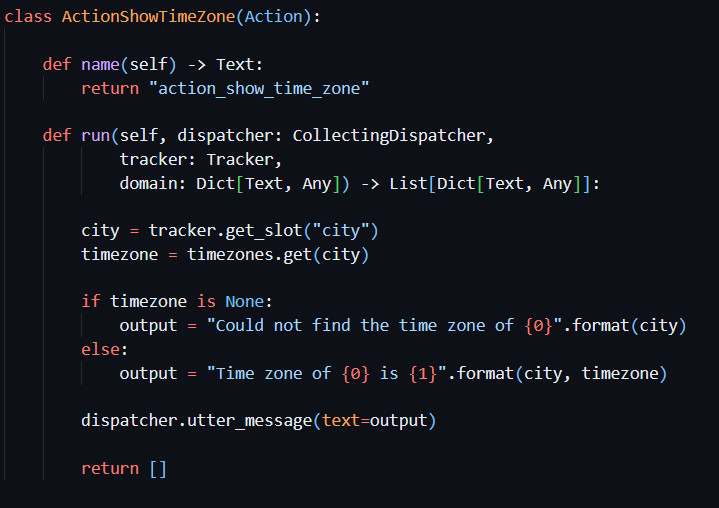 class ActionShowTimeZone(Action):
def name(self) -> Text:
return "action_show_time_zone"
def run(self, dispatcher: CollectingDispatcher,
tracker: Tracker,
domain: Dict[Text, Any]) -> List[Dict[Text, Any]]:
city = tracker.get_slot("city")
timezone = timezones.get(city)
if timezone is None:
output = "Could not find the time zone of {0}".format(city)
else:
output = "Time zone of {0} is {1}".format(city, timezone)
dispatcher.utter_message(text=output)
return []